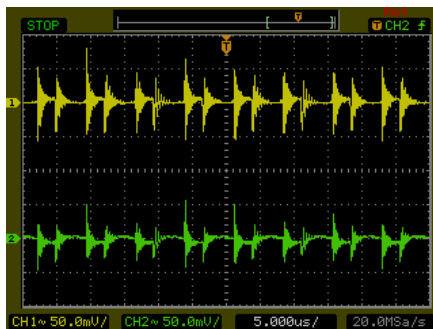 STOP
T
T CH2
T
1
2
CH1~ 50.0mV/ CH2~ 50.0mV/ 5.000us/ 20.0MSa/s